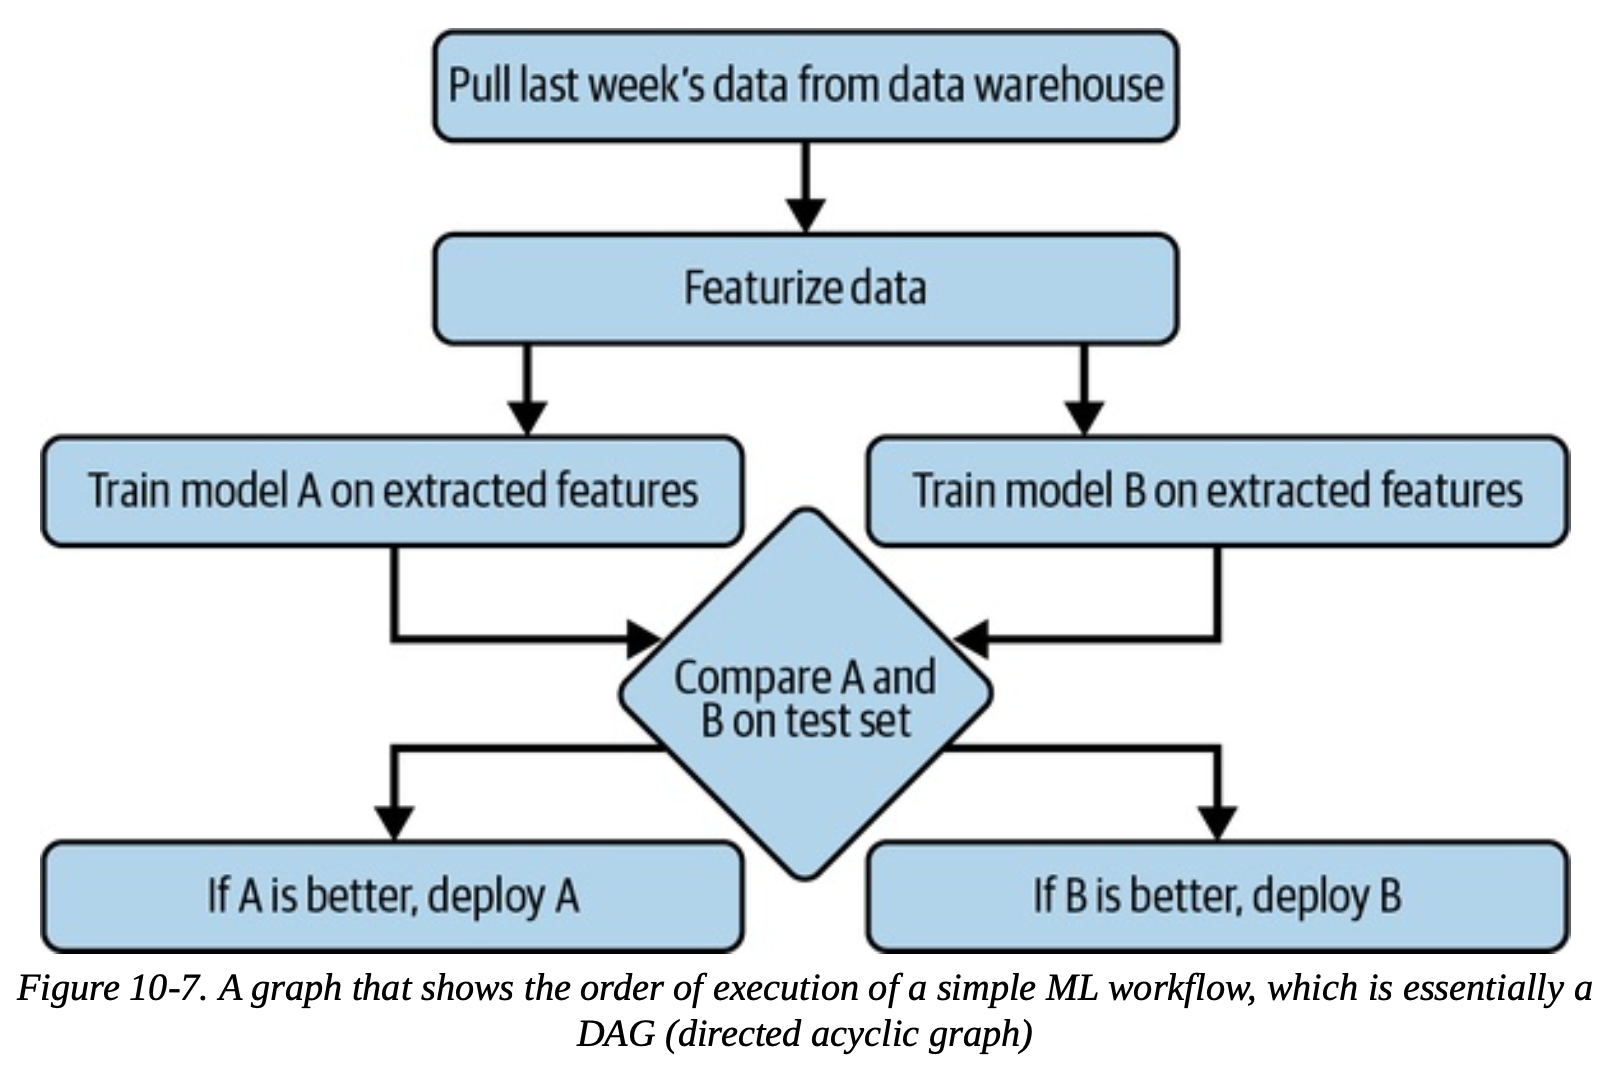 Pull last week's data from data warehouse
Featurize data
Train model A on extracted features
Train model B on extracted features
Compare A and
B on test set
If A is better, deploy A
If B is better, deploy B
Figure 10-7. A graph that shows the order of execution of a simple ML workflow, which is essentially a
DAG (directed acyclic graph)